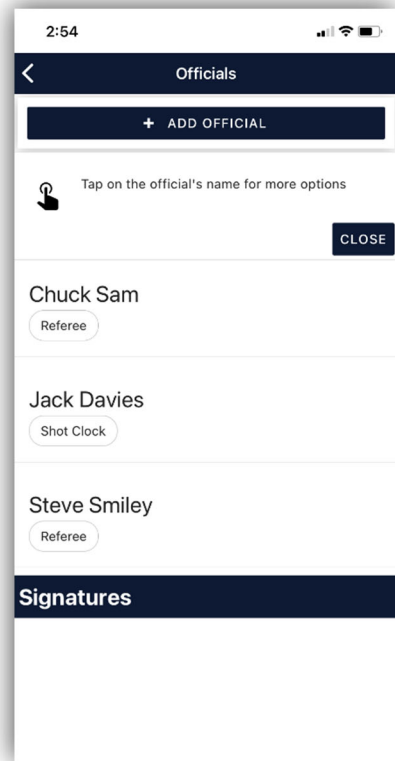 2:54
Officials
+ ADD OFFICIAL
Tap on the official's name for more options
CLOSE
Chuck Sam
Referee
Jack Davies
Shot Clock
Steve Smiley
Referee
Signatures